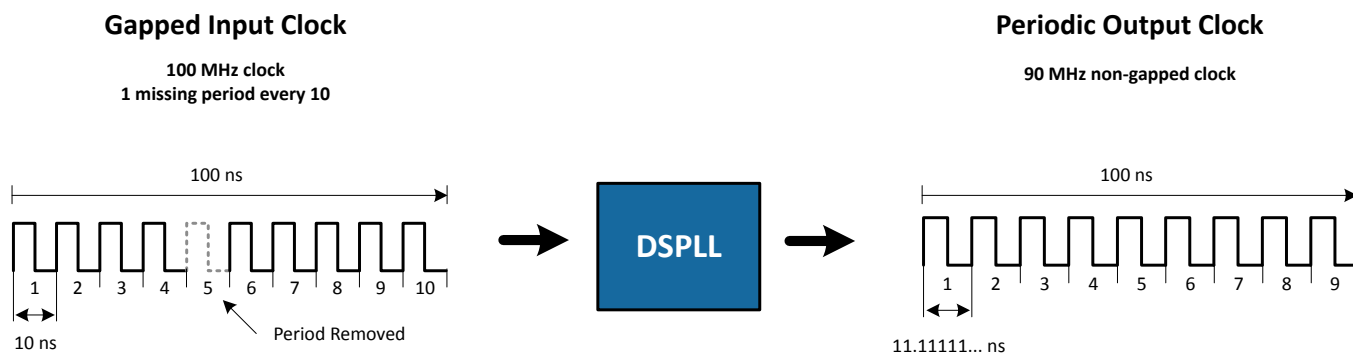 Gapped Input Clock
100 MHz clock
1 missing period every 10
100 ns
1 2 3 4 5 6 7 8 9 10
Period Removed
10 ns
DSPLL
Periodic Output Clock
90 MHz non-gapped clock
100 ns
1 2 3 4 5 6 7 8 9
11.11111... ns